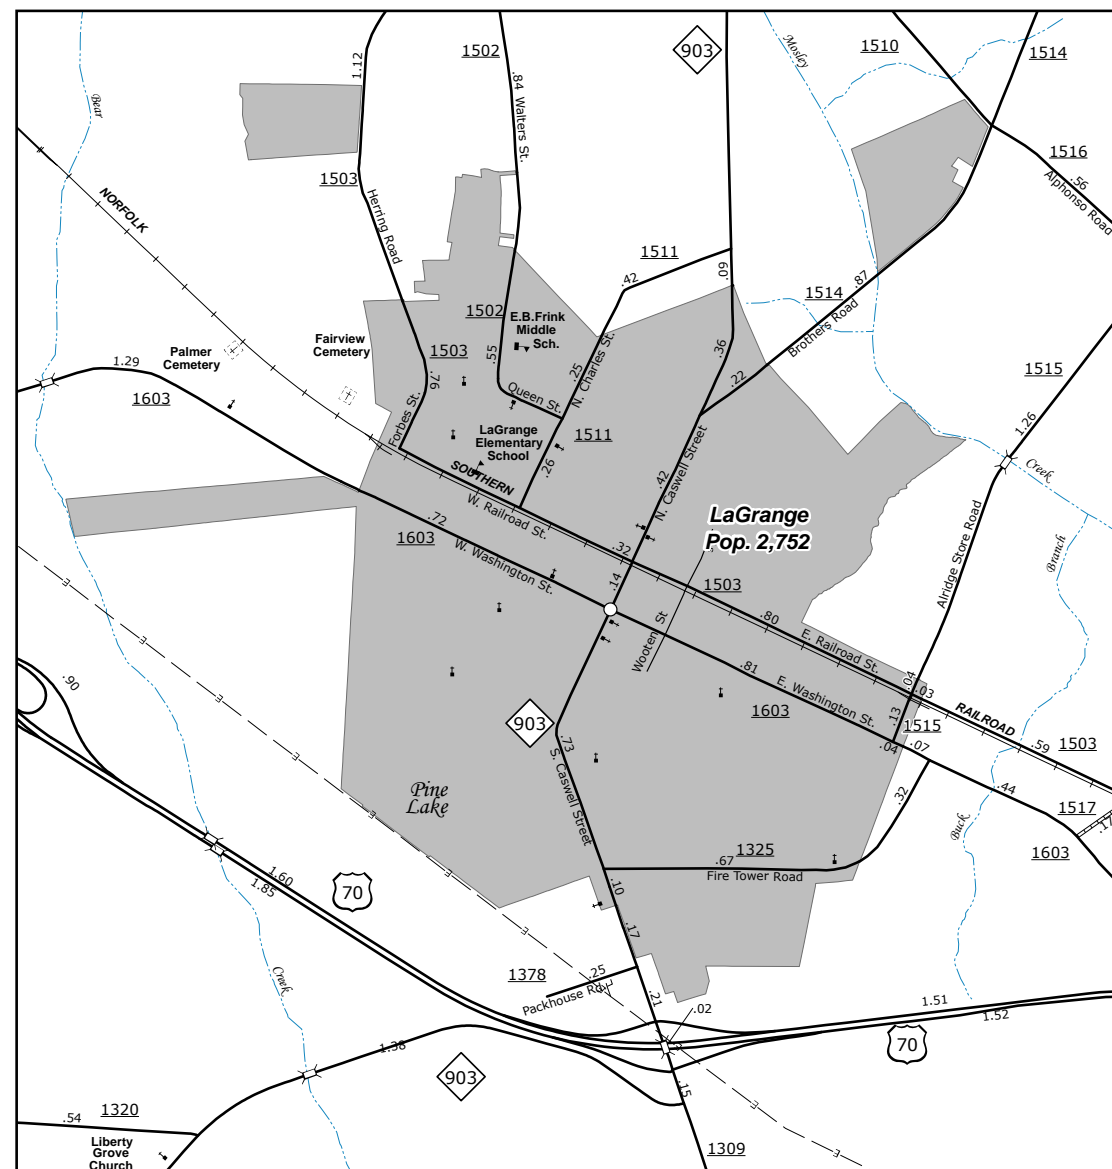 1502
903
1510
1514
Mosley
1.12
.84 Walters St.
Bear
1516
.56
Alphonso Road
1503
NORFOLK
Herring Road
1511
.42
.60
.87
1514
Brothers Road
1502
E.B.Frink
Middle
Sch.
Fairview
Cemetery
Palmer
Cemetery
1.29
1603
1503
.76
.55
.25
N. Charles St.
.36
.22
1515
1.26
Queen St.
Forbes St.
LaGrange
Elementary
School
1511
.26
SOUTHERN
W. Railroad St.
.42
N. Caswell Street
Creek
LaGrange
Pop. 2,752
.72
1603
W. Washington St.
.32
.14
1503
Alridge Store Road
Branch
.80
E. Railroad St.
Wooten St
.81
E. Washington St.
1603
.04
.03
RAILROAD
.13
1515
.04
.07
.59
1503
.90
903
.73
S. Caswell Street
Pine
Lake
.44
1517
.17
.32
Buck
1603
1325
.67
Fire Tower Road
1.60
1.85
70
.10
.17
Creek
1378
.25
Packhouse Rd.
.21
.02
1.51
1.52
70
1.38
903
.15
.54
1320
Liberty
Grove
Church
1309
E
E
E
E
E
E
E
E
E